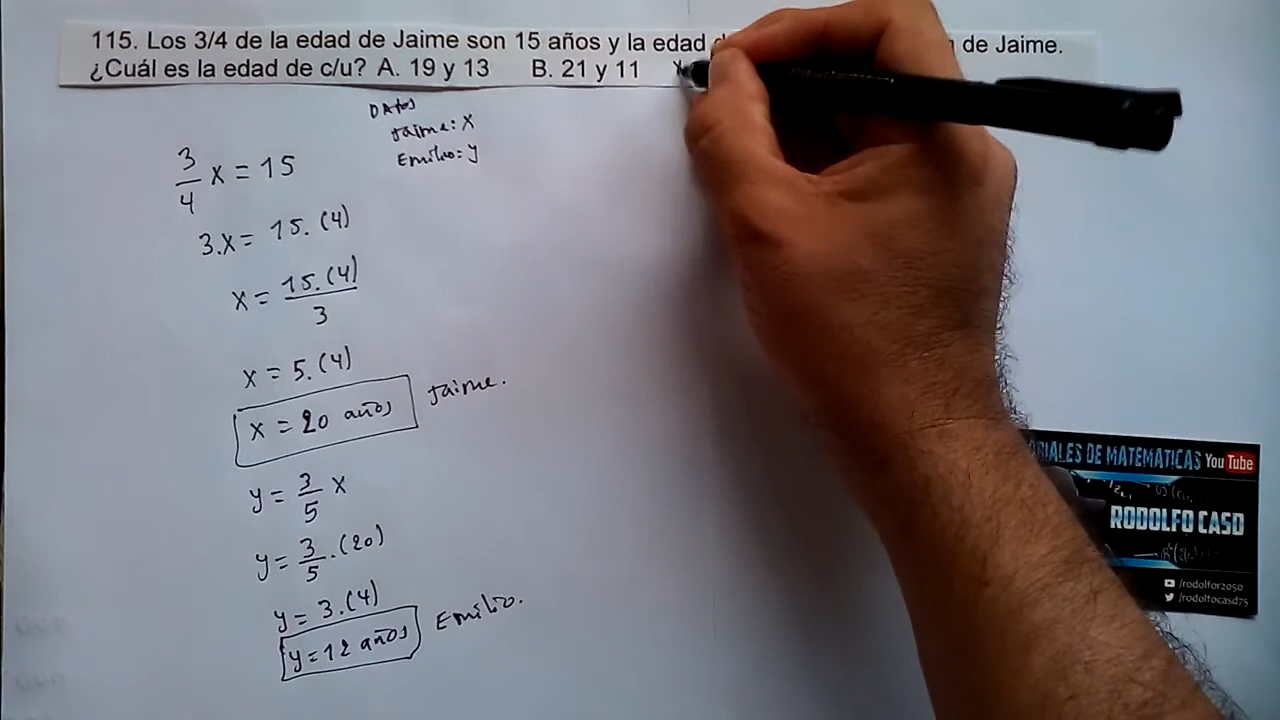 115. Los 3/4 de la edad de Jaime son 15 años y la edad de Jaime.
¿Cuál es la edad de c/u? A. 19 y 13 B. 21 y 11
DAtos
Jaime: X
Emilio: y
3/4 X = 15
3.X = 15.(4)
X = 15.(4)/3
X = 5.(4)
X = 20 años Jaime.
y = 3/5 X
y = 3/5 .(20)
y = 3.(4)
y = 12 años Emilio.
RIALES DE MATEMATICAS YouTube
RODOLFO CASD
/rodolfor2050
/rodolfocasd75